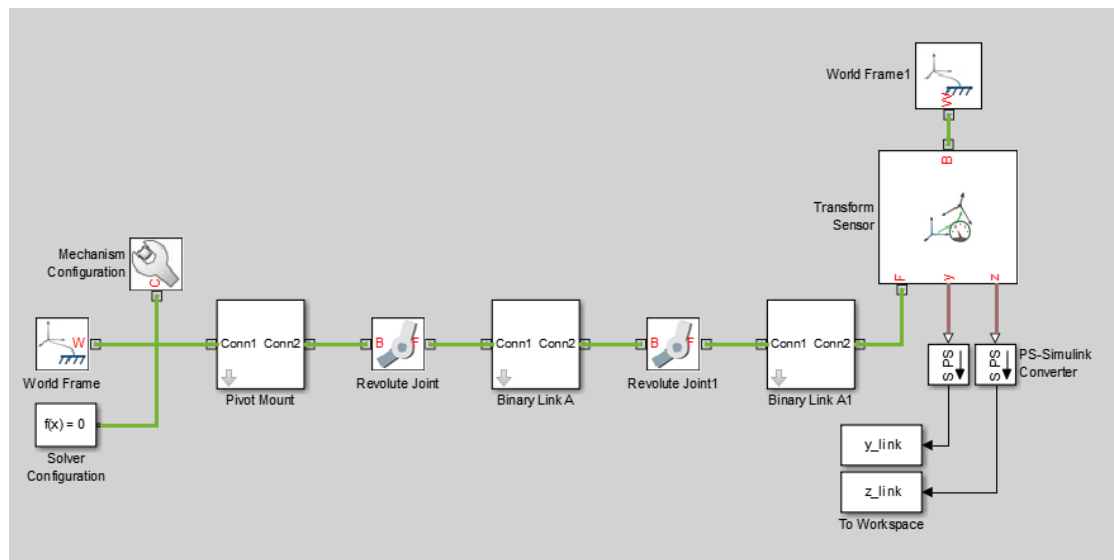 World Frame1
W
B
Transform
Sensor
F
y
z
Mechanism
Configuration
C
W
World Frame
Conn1 Conn2
Pivot Mount
B F
Revolute Joint
Conn1 Conn2
Binary Link A
B F
Revolute Joint1
Conn1 Conn2
Binary Link A1
S PS
S PS
PS-Simulink
Converter
f(x) = 0
Solver
Configuration
y_link
z_link
To Workspace